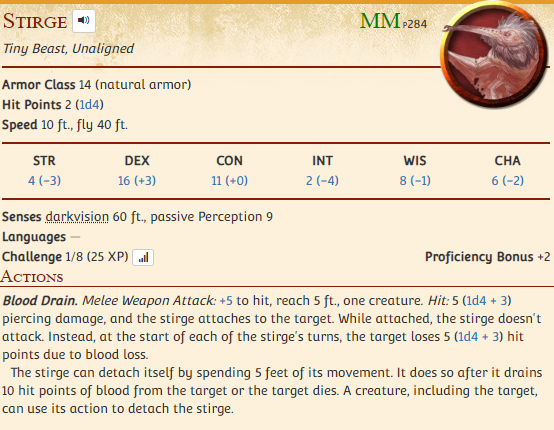 STIRGE MM P284
Tiny Beast, Unaligned
Armor Class 14 (natural armor)
Hit Points 2 (1d4)
Speed 10 ft., fly 40 ft.
STR DEX CON INT WIS CHA
4 (−3) 16 (+3) 11 (+0) 2 (−4) 8 (−1) 6 (−2)
Senses darkvision 60 ft., passive Perception 9
Languages —
Challenge 1/8 (25 XP) Proficiency Bonus +2
ACTIONS
Blood Drain. Melee Weapon Attack: +5 to hit, reach 5 ft., one creature. Hit: 5 (1d4 + 3)
piercing damage, and the stirge attaches to the target. While attached, the stirge doesn't
attack. Instead, at the start of each of the stirge's turns, the target loses 5 (1d4 + 3) hit
points due to blood loss.
The stirge can detach itself by spending 5 feet of its movement. It does so after it drains
10 hit points of blood from the target or the target dies. A creature, including the target,
can use its action to detach the stirge.